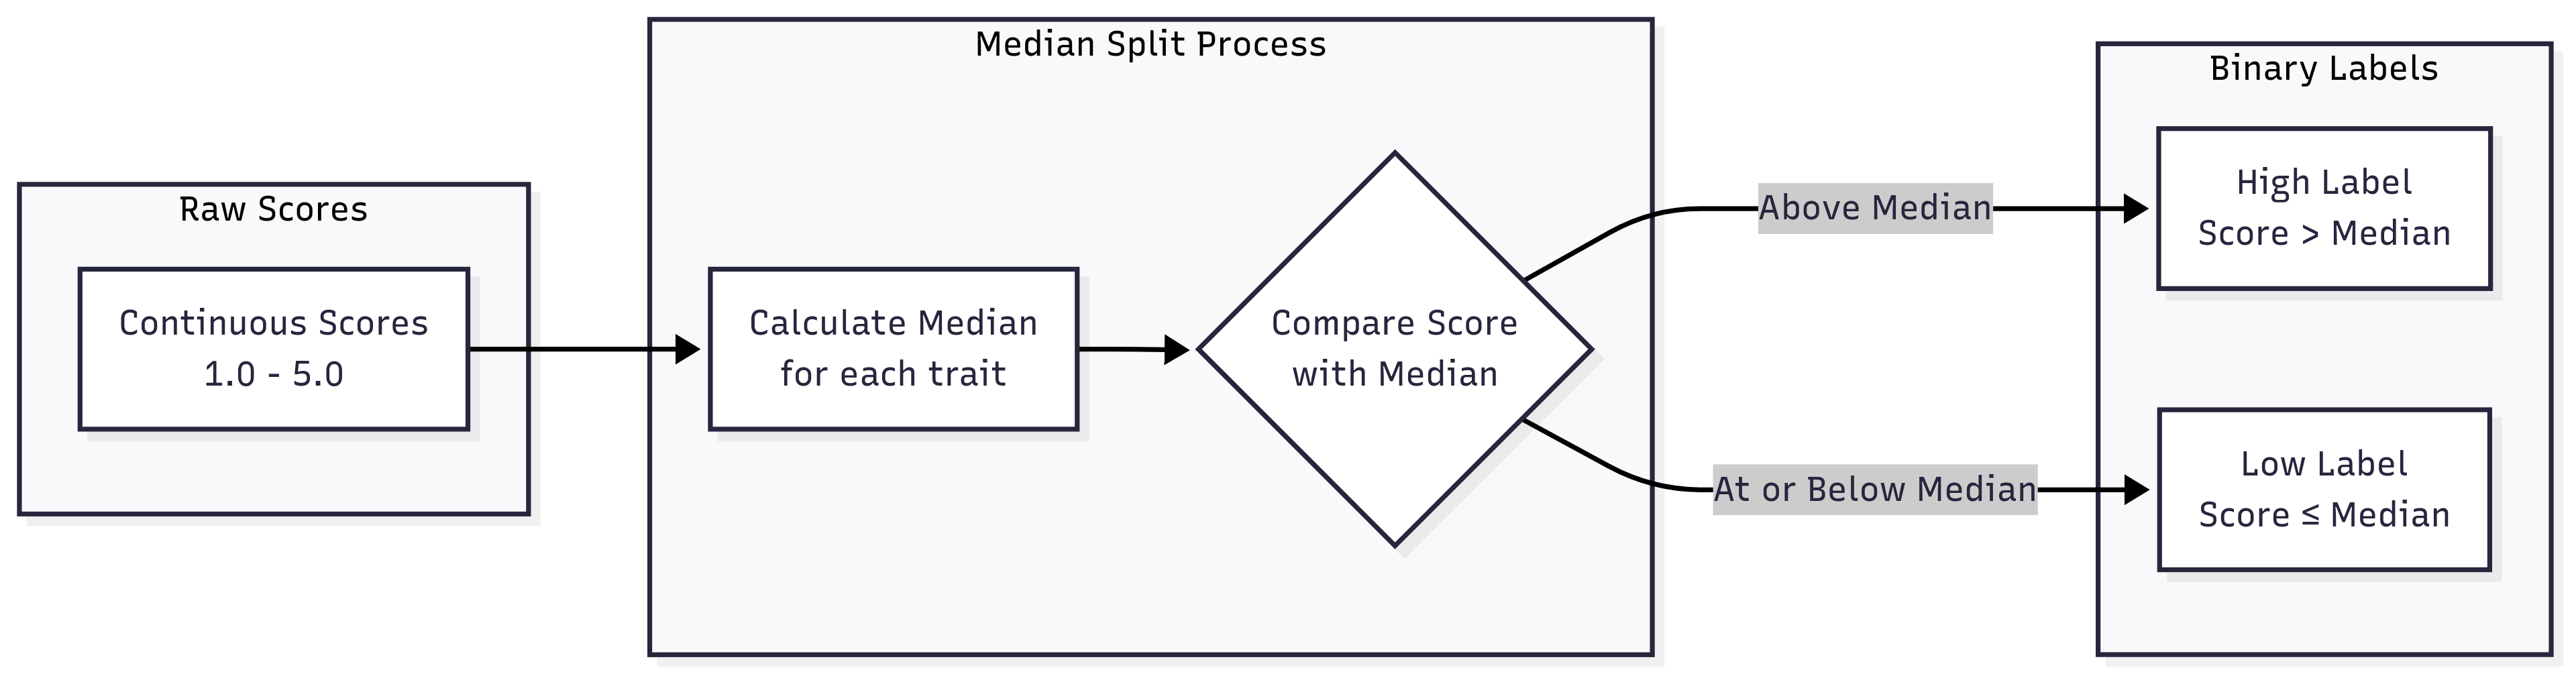 Raw Scores
Continuous Scores
1.0 - 5.0
Median Split Process
Calculate Median
for each trait
Compare Score
with Median
Above Median
At or Below Median
Binary Labels
High Label
Score > Median
Low Label
Score ≤ Median